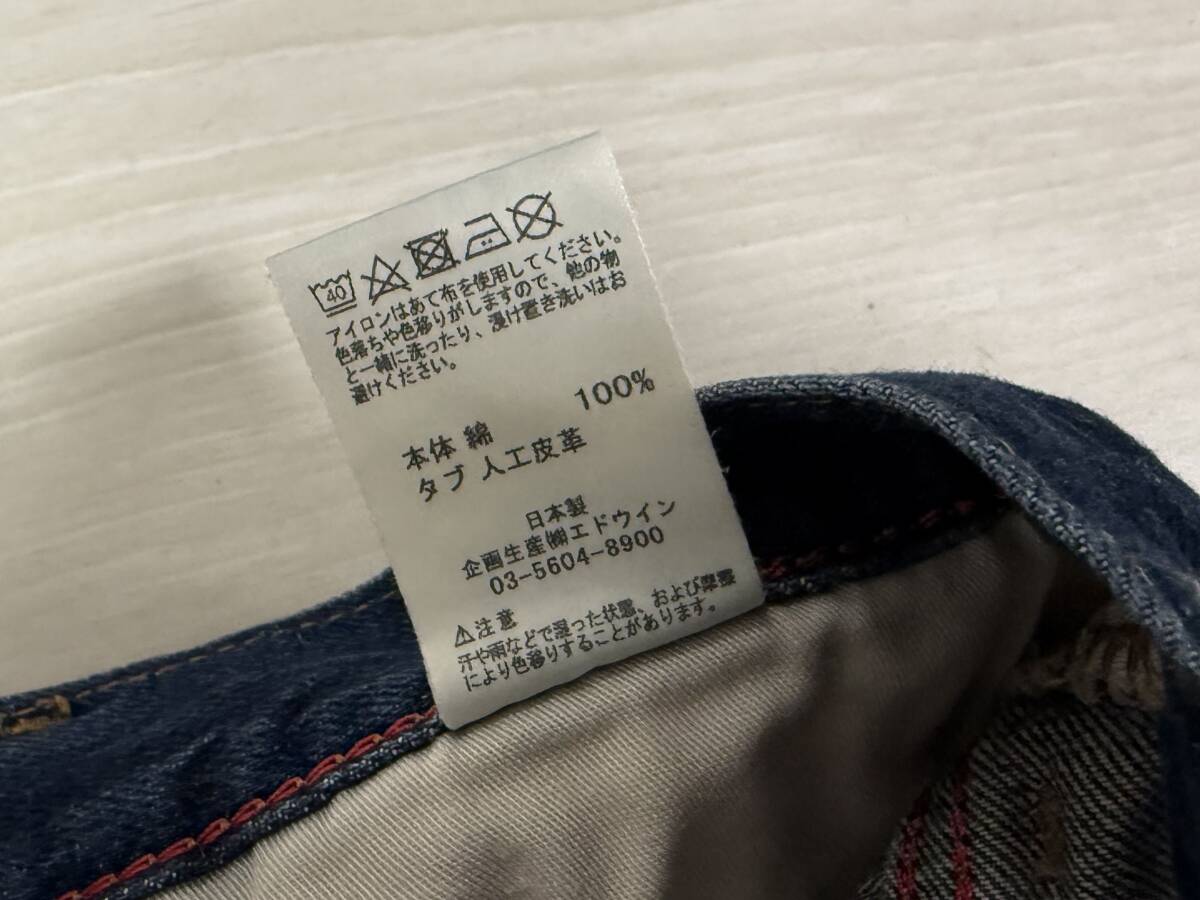 40
アイロンはあて布を使用してください。
色落ちや色移りがしますので、他の物
と一緒に洗ったり、浸け置き洗いはお
避けください。
本体 綿 100%
タブ 人工皮革
日本製
企画生産㈱エドウイン
03-5604-8900
⚠注意
汗や雨などで湿った状態、および摩擦
により色移りすることがあります。